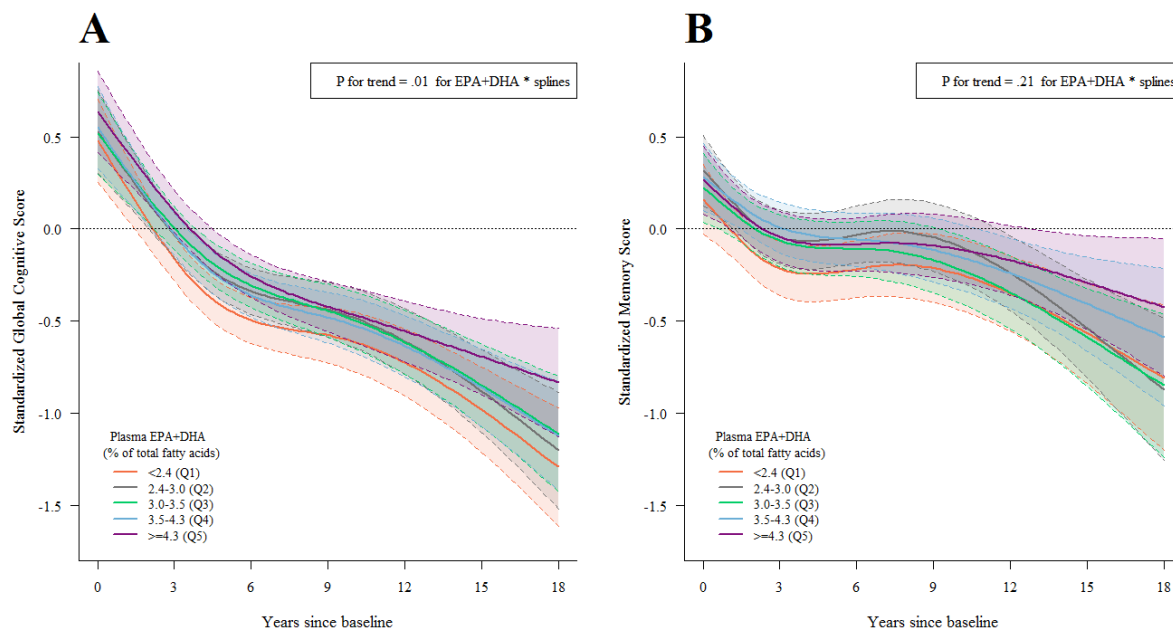 A
P for trend = .01 for EPA+DHA * splines
Standardized Global Cognitive Score
0.5
0.0
-0.5
-1.0
-1.5
Plasma EPA+DHA
(% of total fatty acids)
<2.4 (Q1)
2.4-3.0 (Q2)
3.0-3.5 (Q3)
3.5-4.3 (Q4)
>=4.3 (Q5)
0 3 6 9 12 15 18
Years since baseline
B
P for trend = .21 for EPA+DHA * splines
Standardized Memory Score
0.5
0.0
-0.5
-1.0
-1.5
Plasma EPA+DHA
(% of total fatty acids)
<2.4 (Q1)
2.4-3.0 (Q2)
3.0-3.5 (Q3)
3.5-4.3 (Q4)
>=4.3 (Q5)
0 3 6 9 12 15 18
Years since baseline